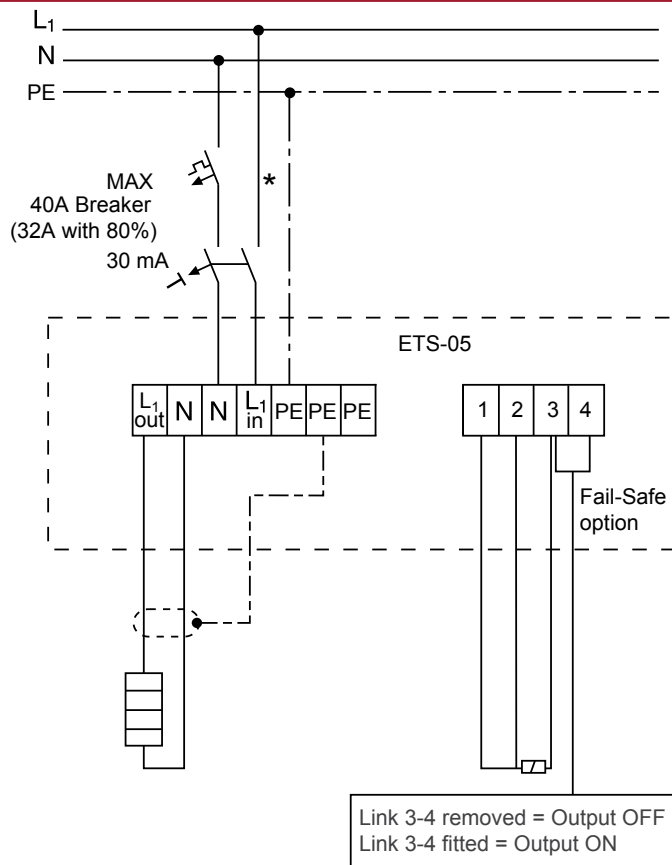 L1
N
PE
MAX
40A Breaker
(32A with 80%)
*
30 mA
ETS-05
L1 out N N L1 in PE PE PE
1 2 3 4
Fail-Safe
option
Link 3-4 removed = Output OFF
Link 3-4 fitted = Output ON